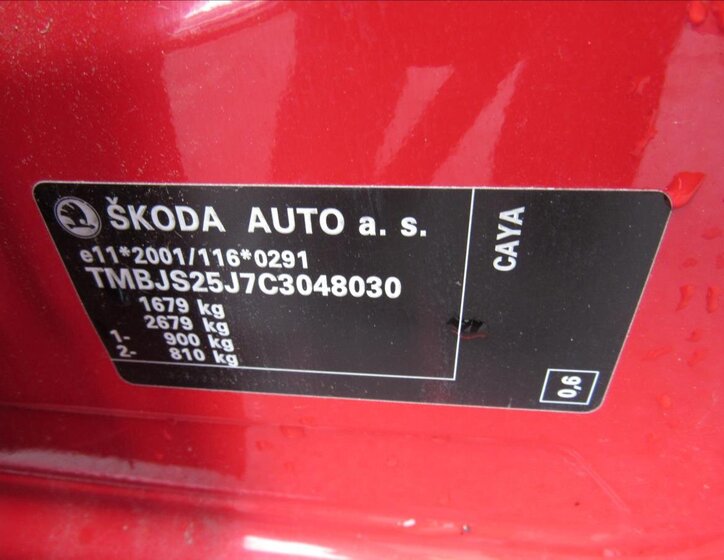 ŠKODA AUTO a. s.
e11*2001/116*0291
TMBJS25J7C3048030
1679 kg
2679 kg
1- 900 kg
2- 810 kg
CAYA
0,6